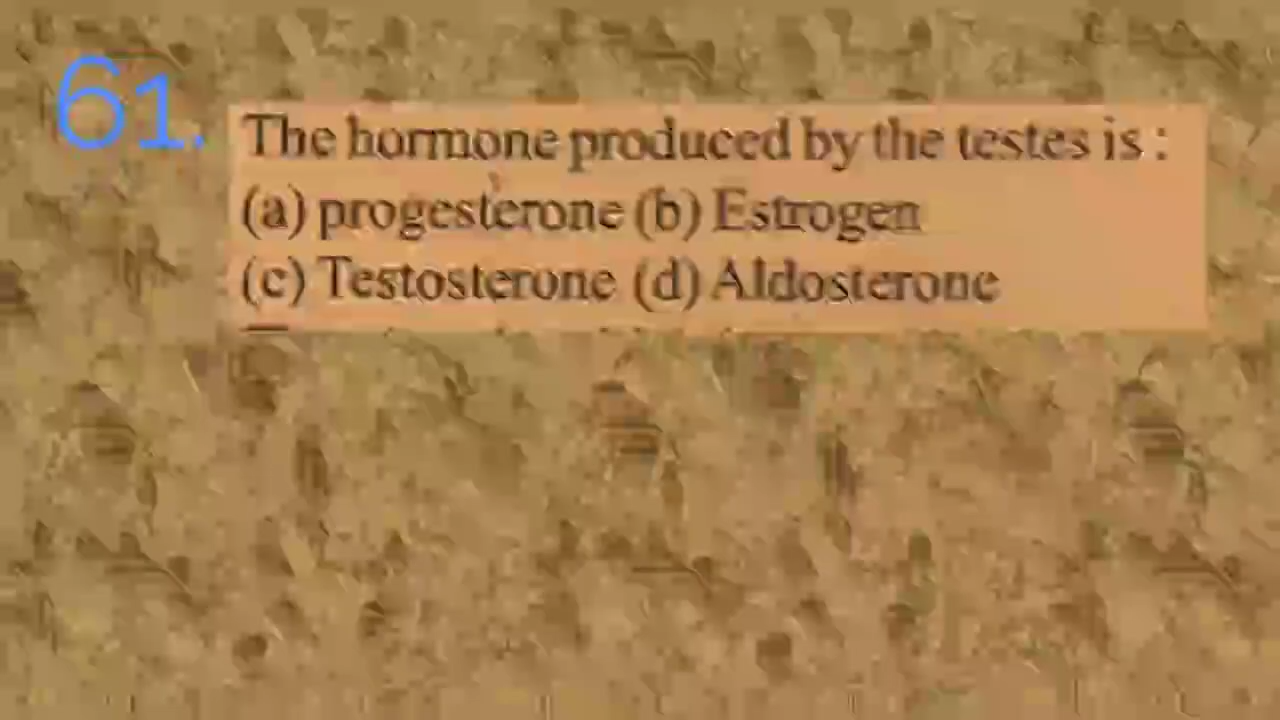 61.
The hormone produced by the testes is :
(a) progesterone (b) Estrogen
(c) Testosterone (d) Aldosterone